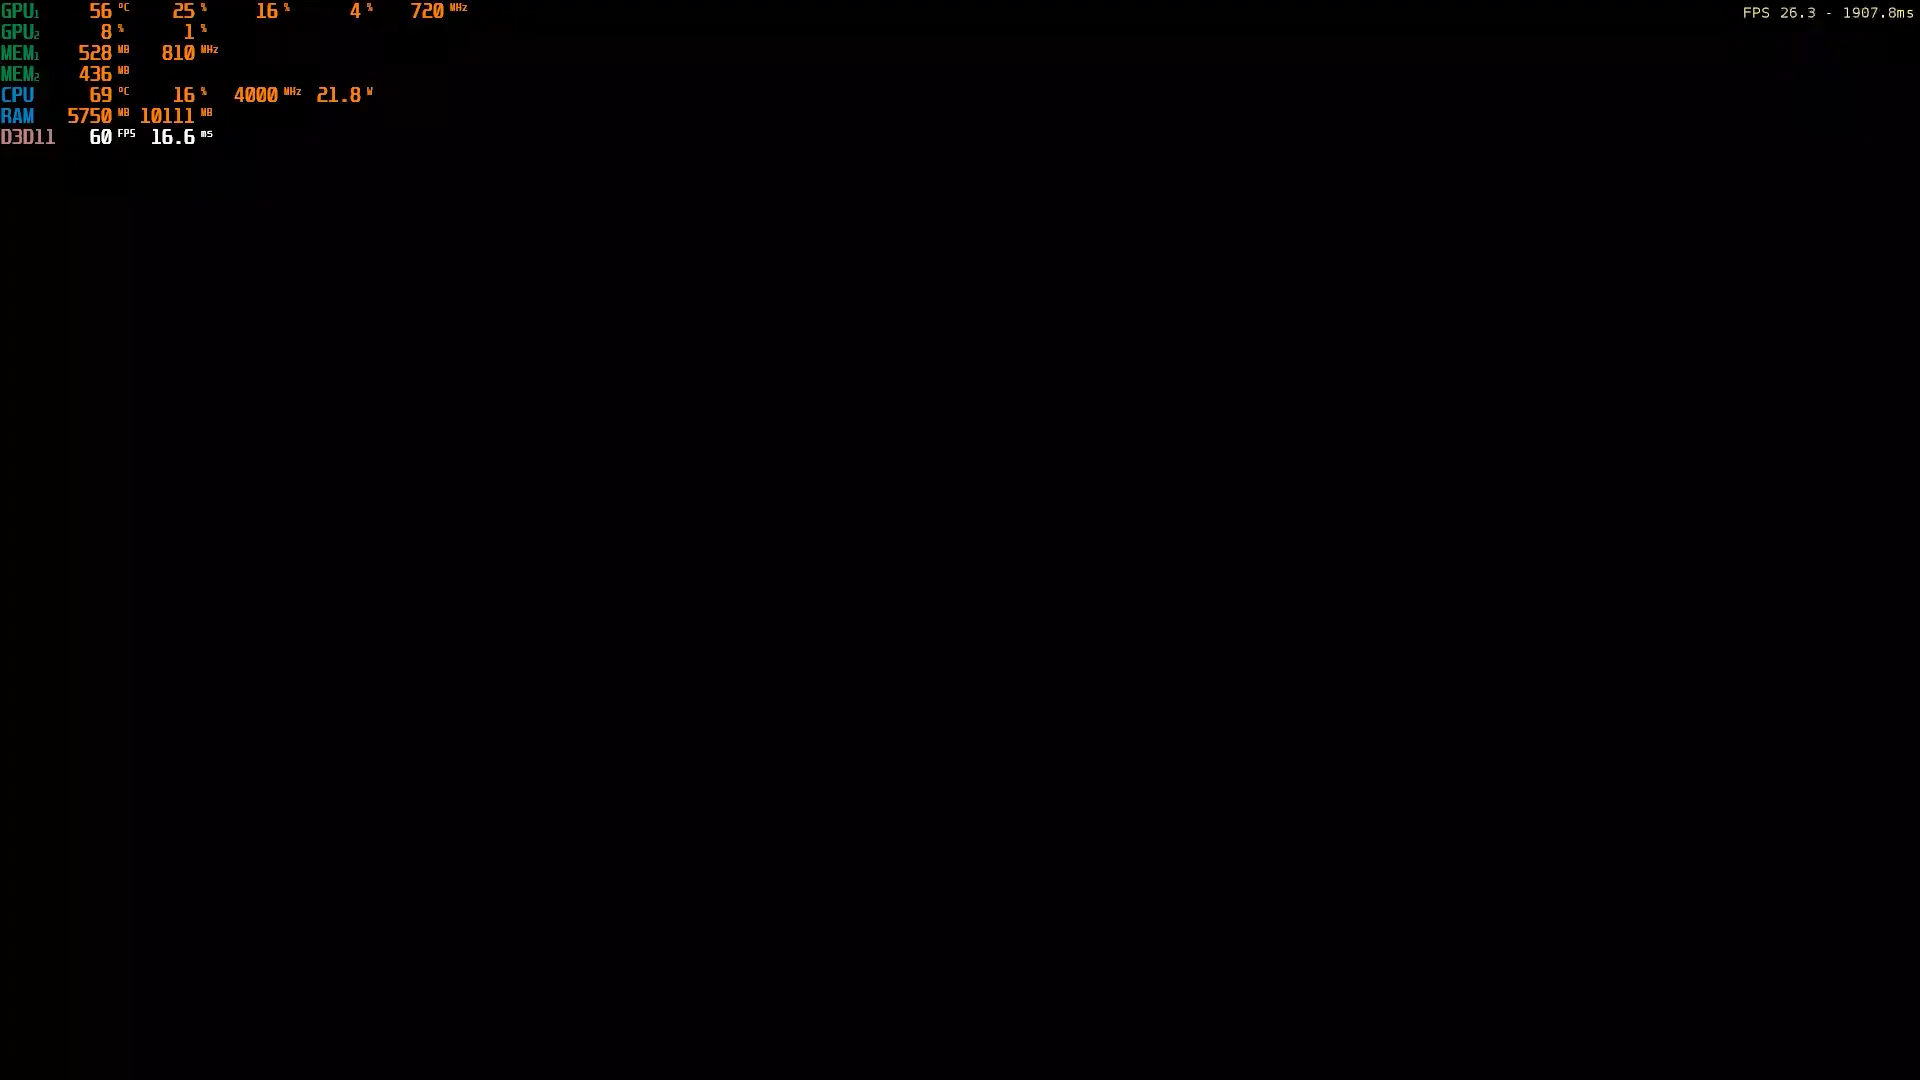 GPU1 56 °C 25 % 16 % 4 % 720 MHz
FPS 26.3 - 1907.8ms
GPU2 8 % 1 %
MEM1 528 MB 810 MHz
MEM2 436 MB
CPU 69 °C 16 % 4000 MHz 21.8 W
RAM 5750 MB 10111 MB
D3D11 60 FPS 16.6 ms